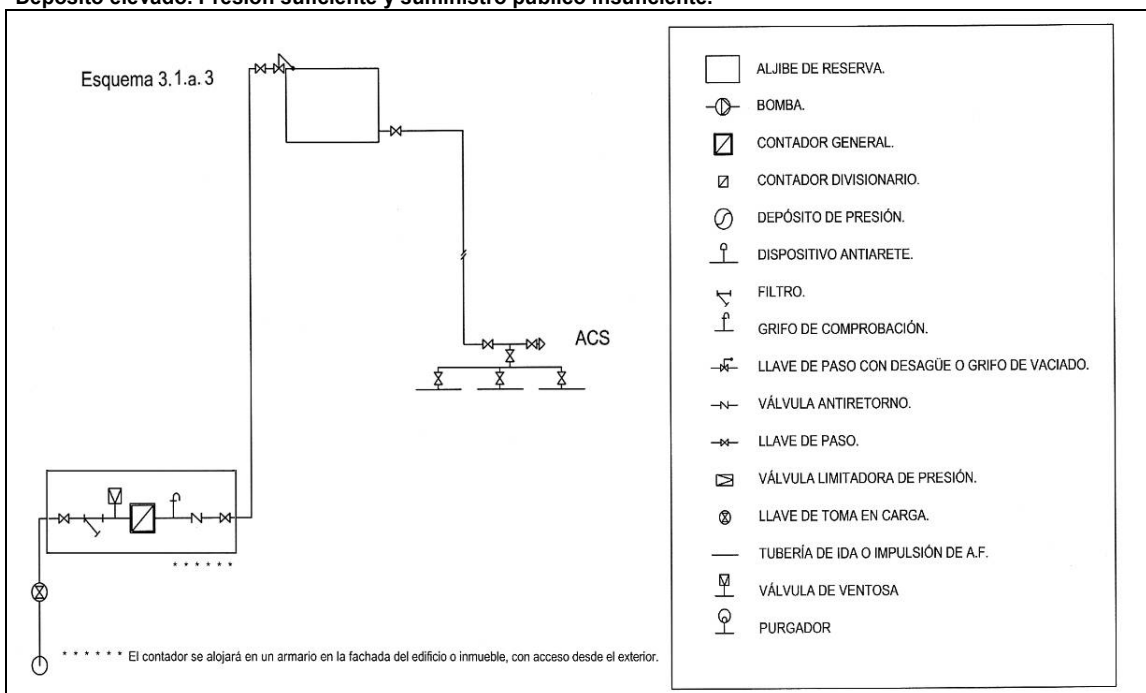 Depósito elevado. Presión suficiente y suministro público insuficiente.
Esquema 3.1.a.3
ACS
* * * * * *
* * * * * * El contador se alojará en un armario en la fachada del edificio o inmueble, con acceso desde el exterior.
ALJIBE DE RESERVA.
BOMBA.
CONTADOR GENERAL.
CONTADOR DIVISIONARIO.
DEPÓSITO DE PRESIÓN.
DISPOSITIVO ANTIARETE.
FILTRO.
GRIFO DE COMPROBACIÓN.
LLAVE DE PASO CON DESAGÜE O GRIFO DE VACIADO.
VÁLVULA ANTIRETORNO.
LLAVE DE PASO.
VÁLVULA LIMITADORA DE PRESIÓN.
LLAVE DE TOMA EN CARGA.
TUBERÍA DE IDA O IMPULSIÓN DE A.F.
VÁLVULA DE VENTOSA
PURGADOR